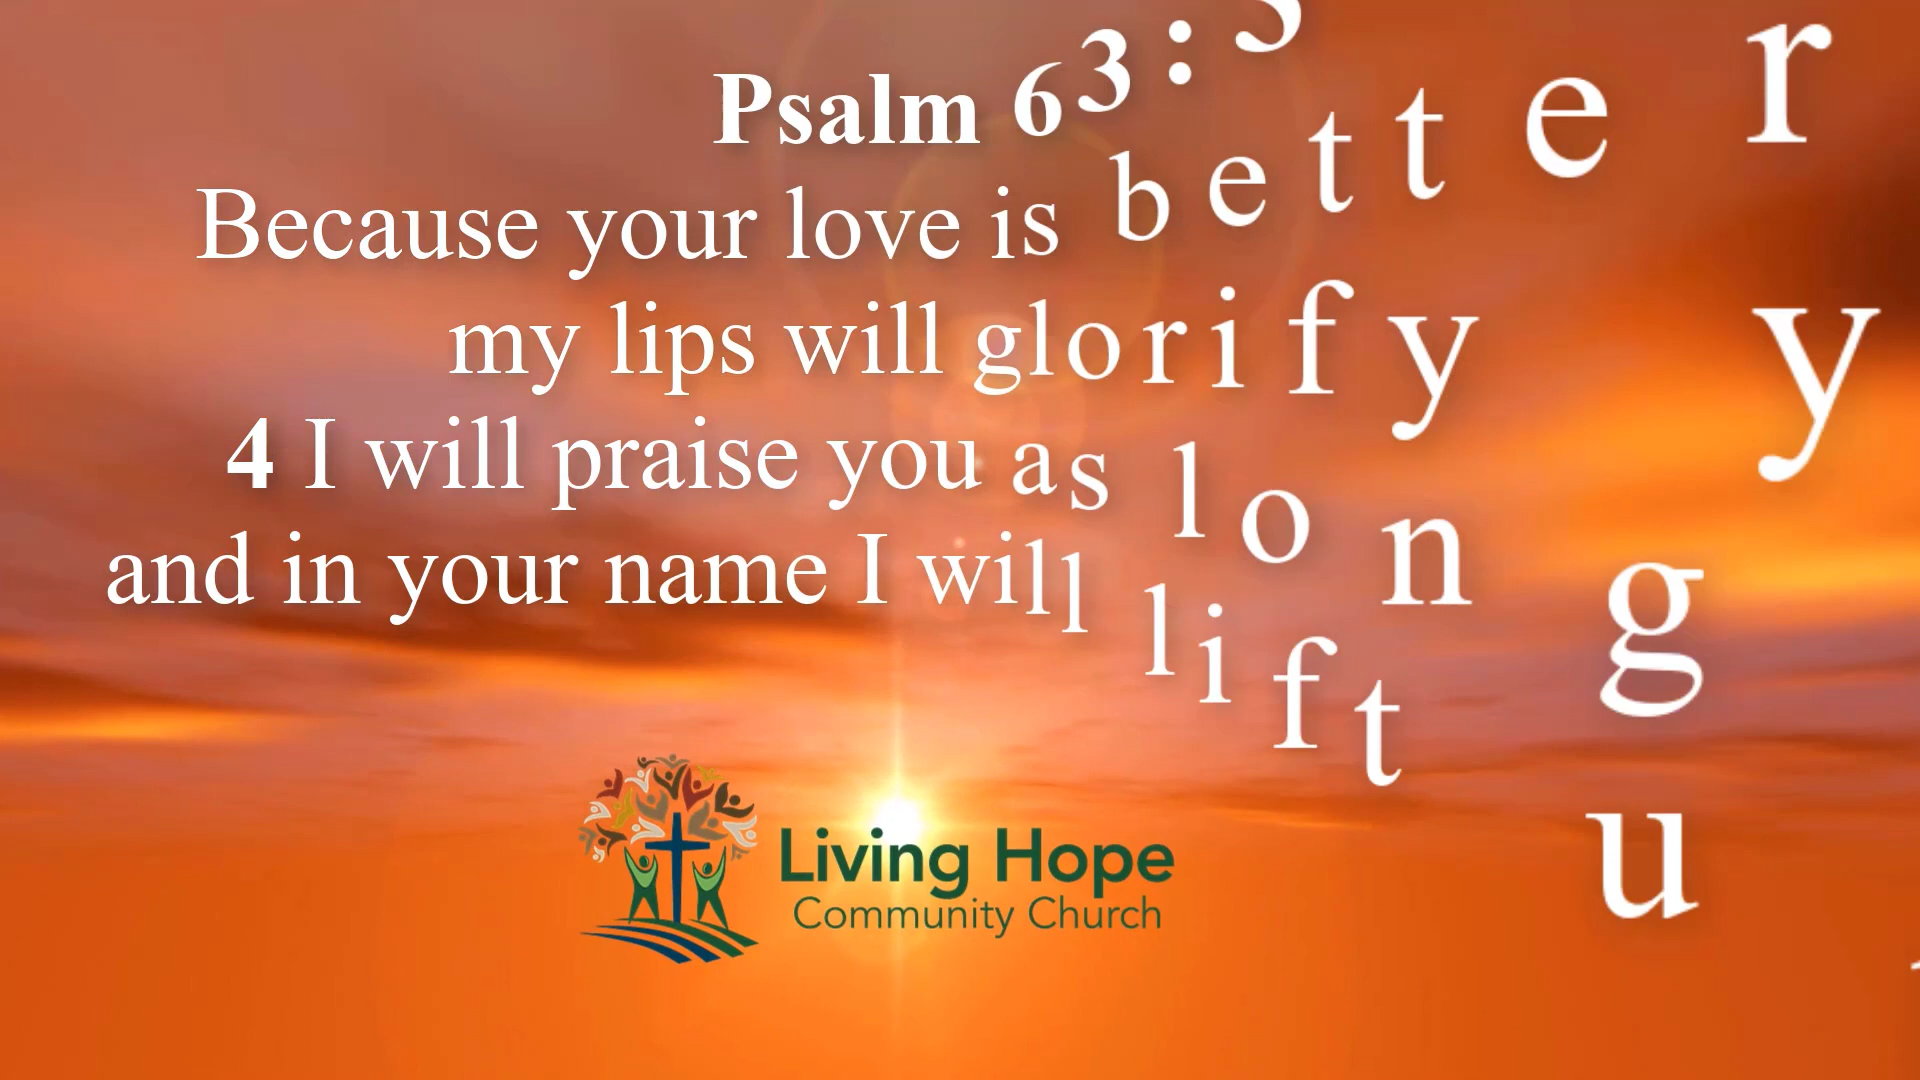 Psalm 63:3
Because your love is better
my lips will glorify y
4 I will praise you as long
and in your name I will lift u
Living Hope
Community Church